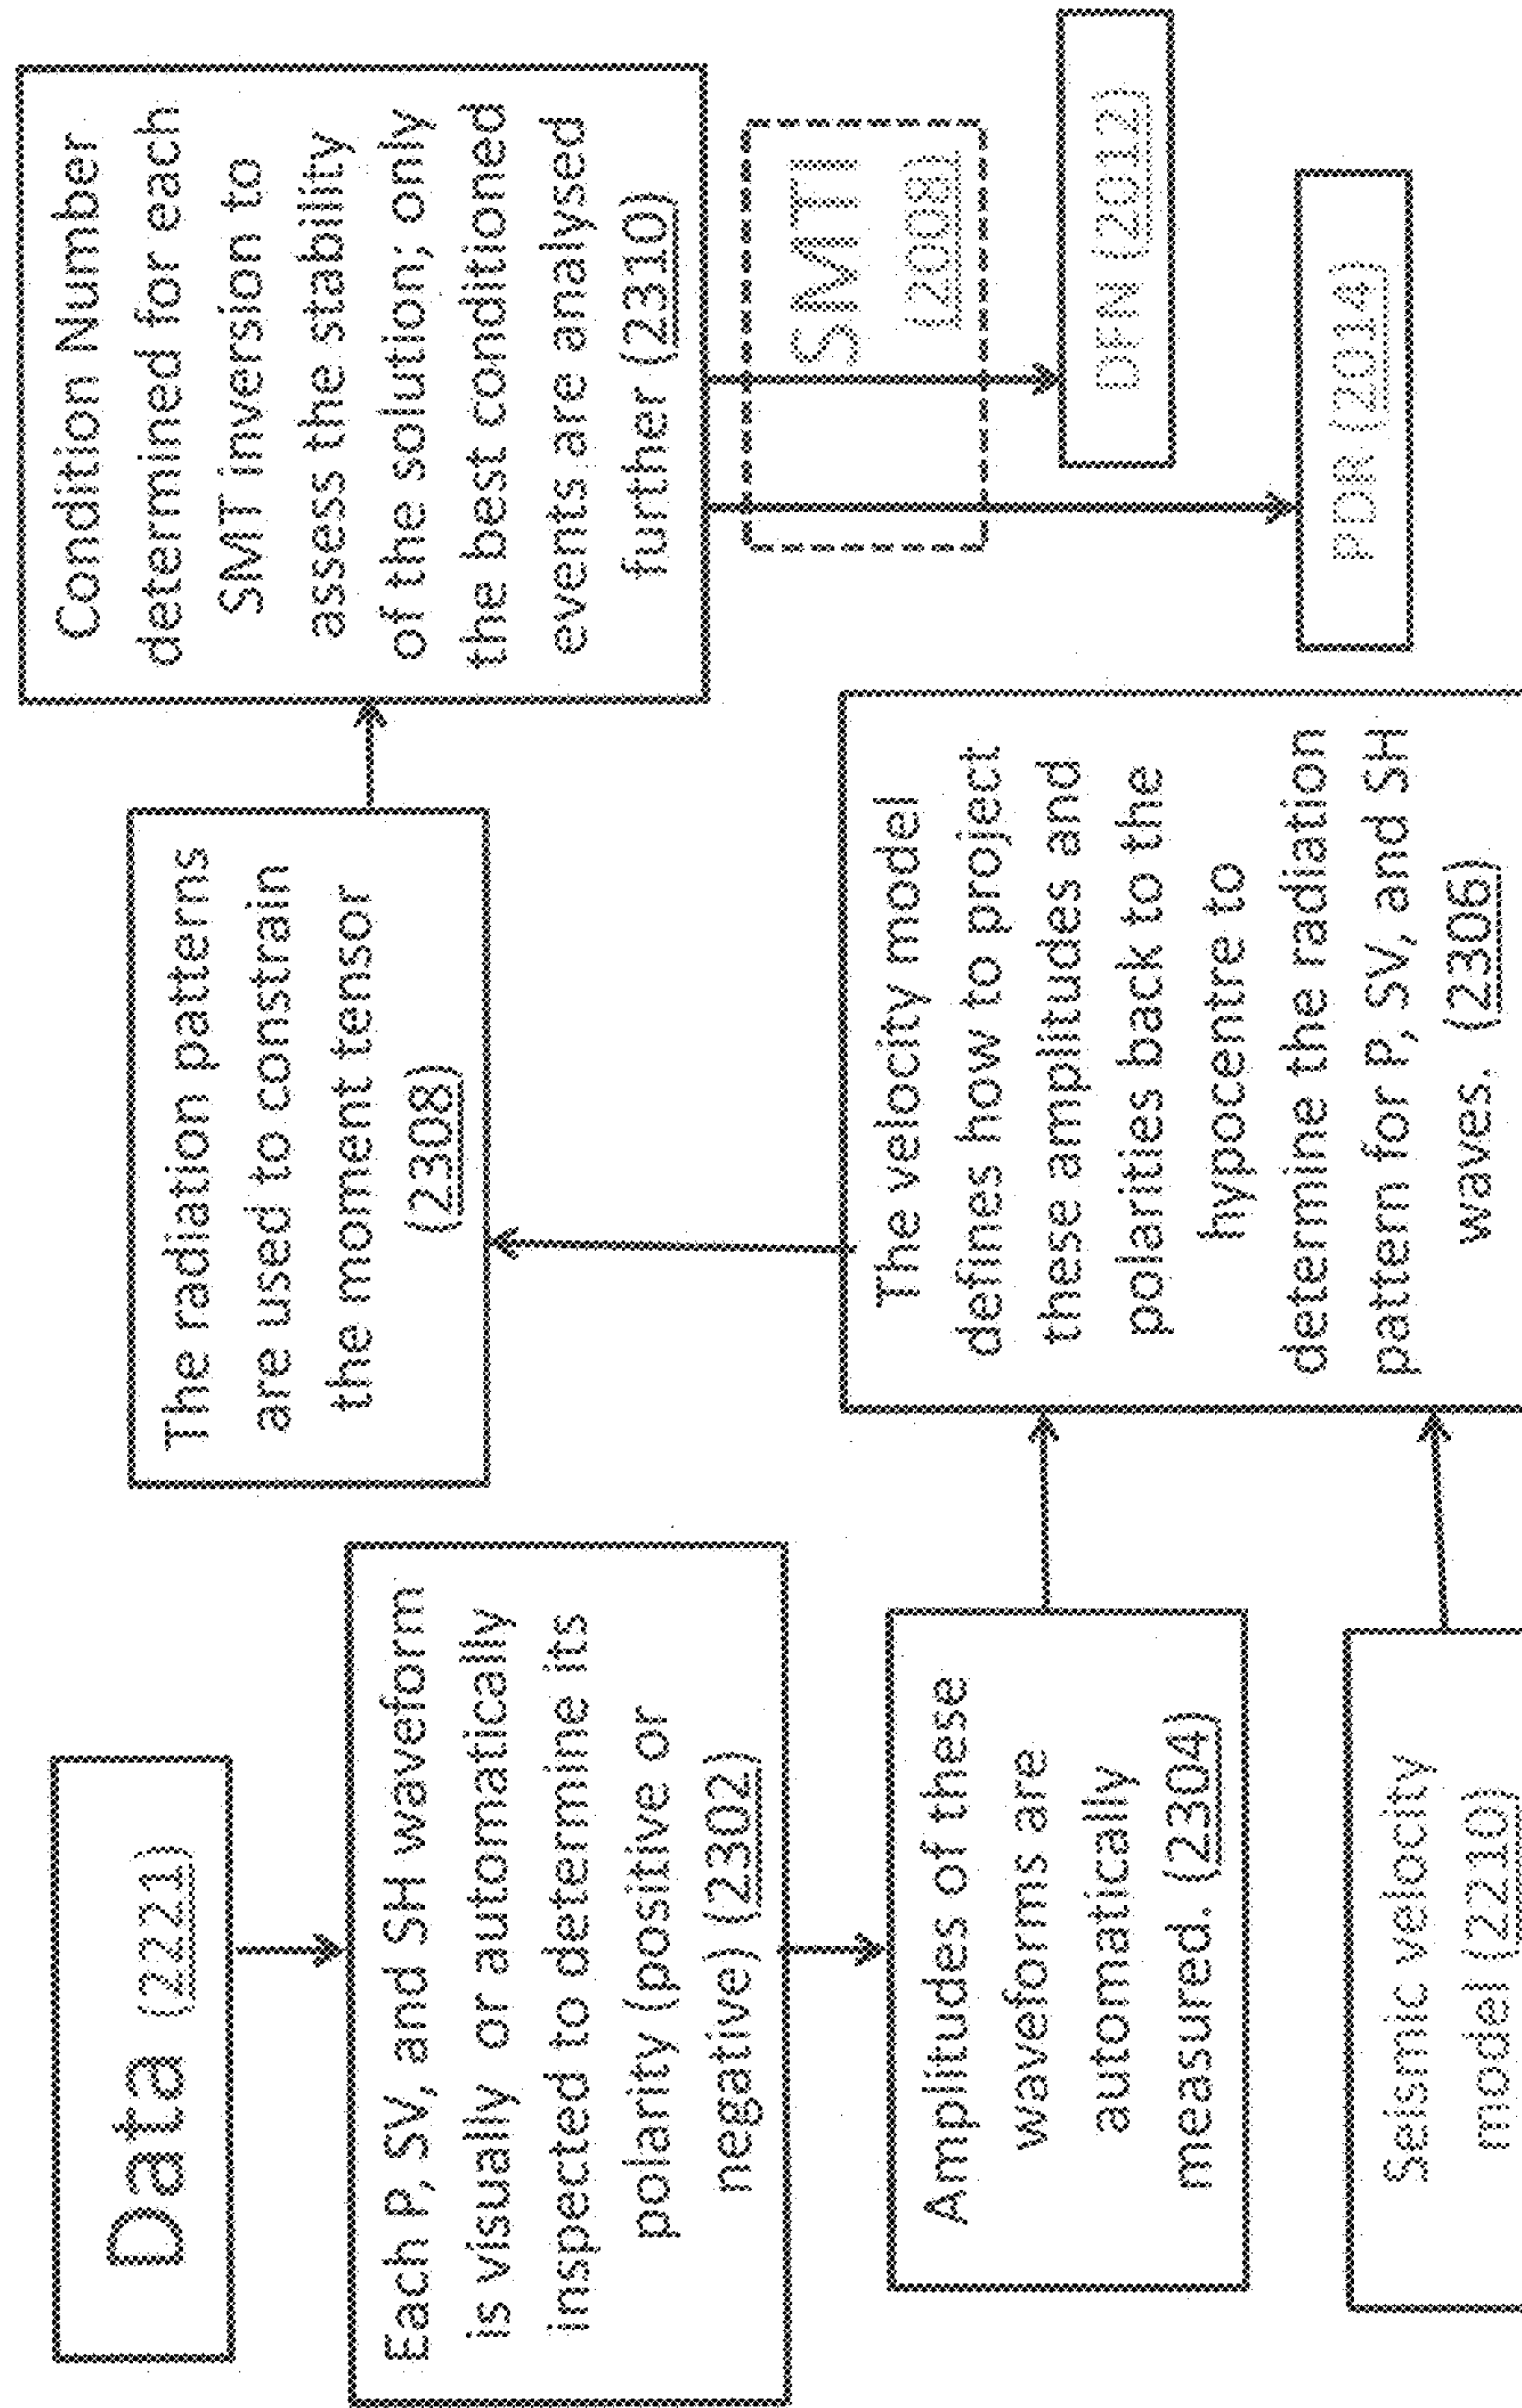 Data (2221)
Each P, SV, and SH waveform
is visually or automatically
inspected to determine its
polarity (positive or
negative) (2302)
Amplitudes of these
waveforms are
automatically
measured. (2304)
Seismic velocity
model (2210)
The velocity model
defines how to project
these amplitudes and
polarities back to the
hypocentre to
determine the radiation
pattern for P, SV, and SH
waves. (2306)
The radiation patterns
are used to constrain
the moment tensor
(2308)
Condition Number
determined for each
SMT inversion to
assess the stability
of the solution; only
the best conditioned
events are analysed
further (2310)
SMTI
(2008)
DFN (2012)
PDR (2014)